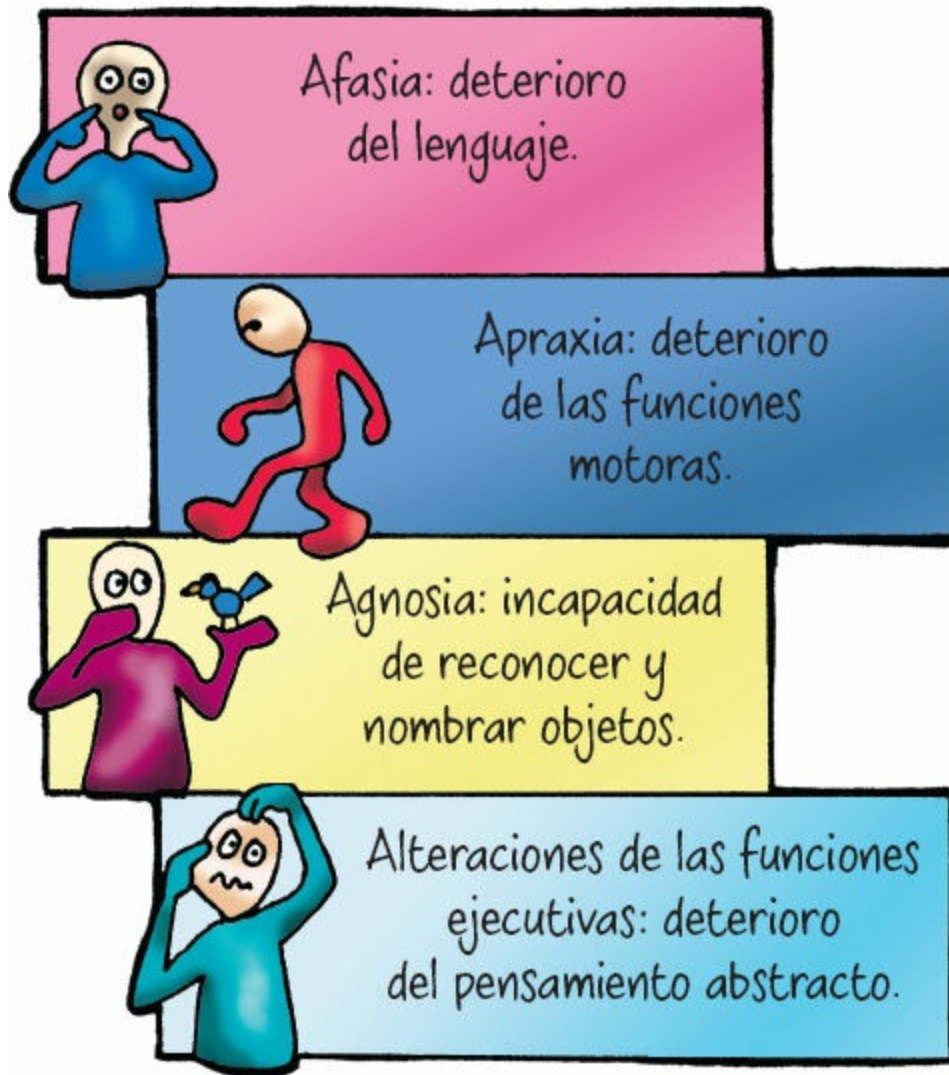 Afasia: deterioro
del lenguaje.
Apraxia: deterioro
de las funciones
motoras.
Agnosia: incapacidad
de reconocer y
nombrar objetos.
Alteraciones de las funciones
ejecutivas: deterioro
del pensamiento abstracto.